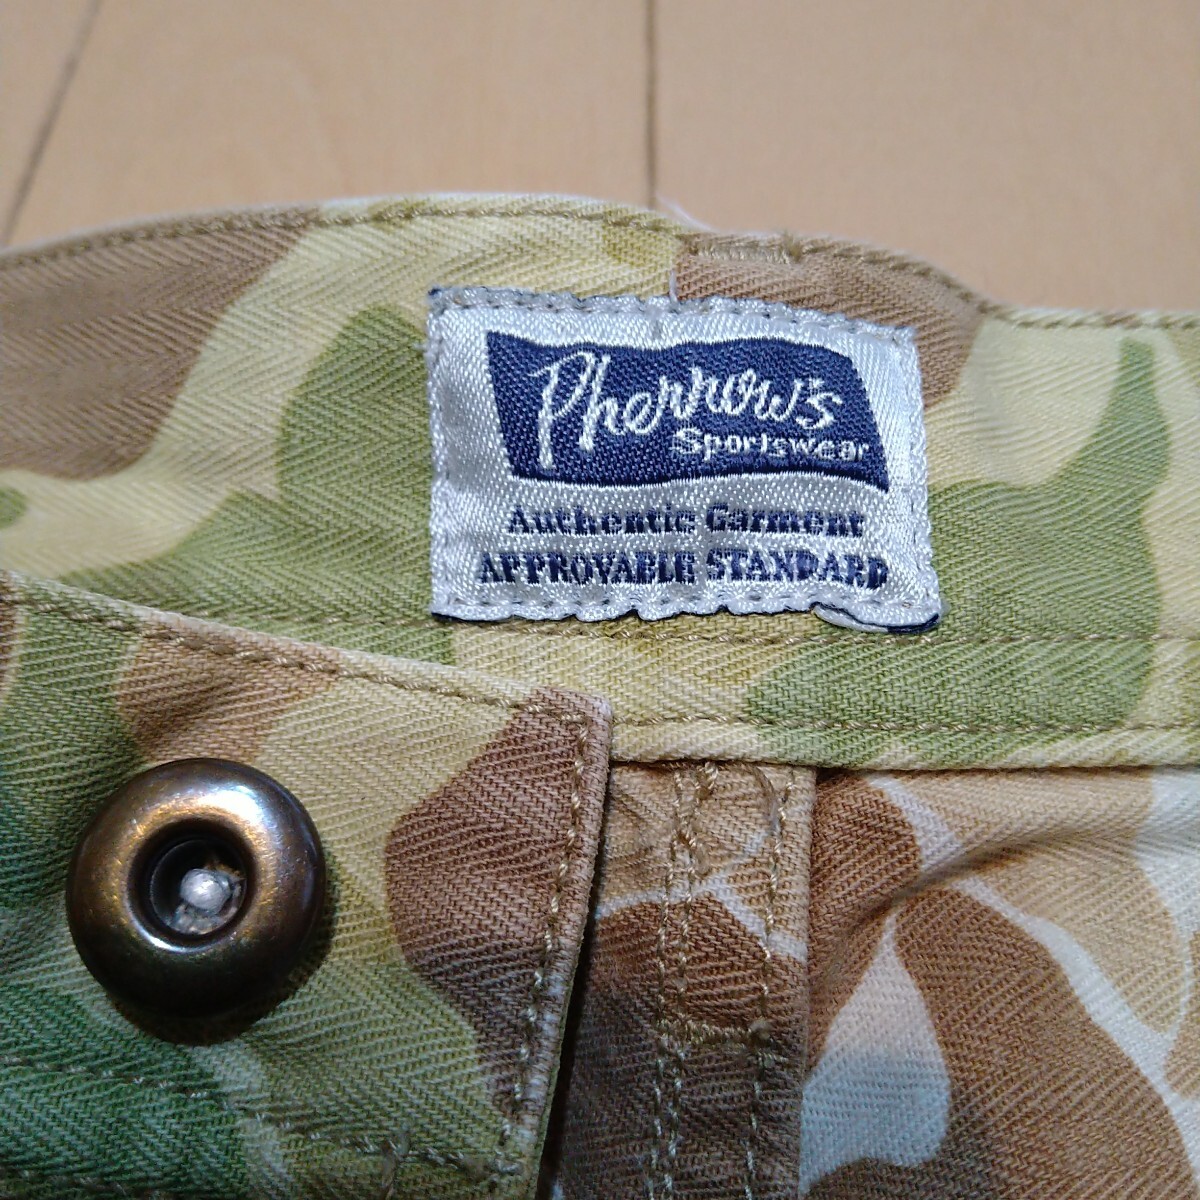 Pherrow's
Sportswear
Authentic Garment
APPROVABLE STANDARD